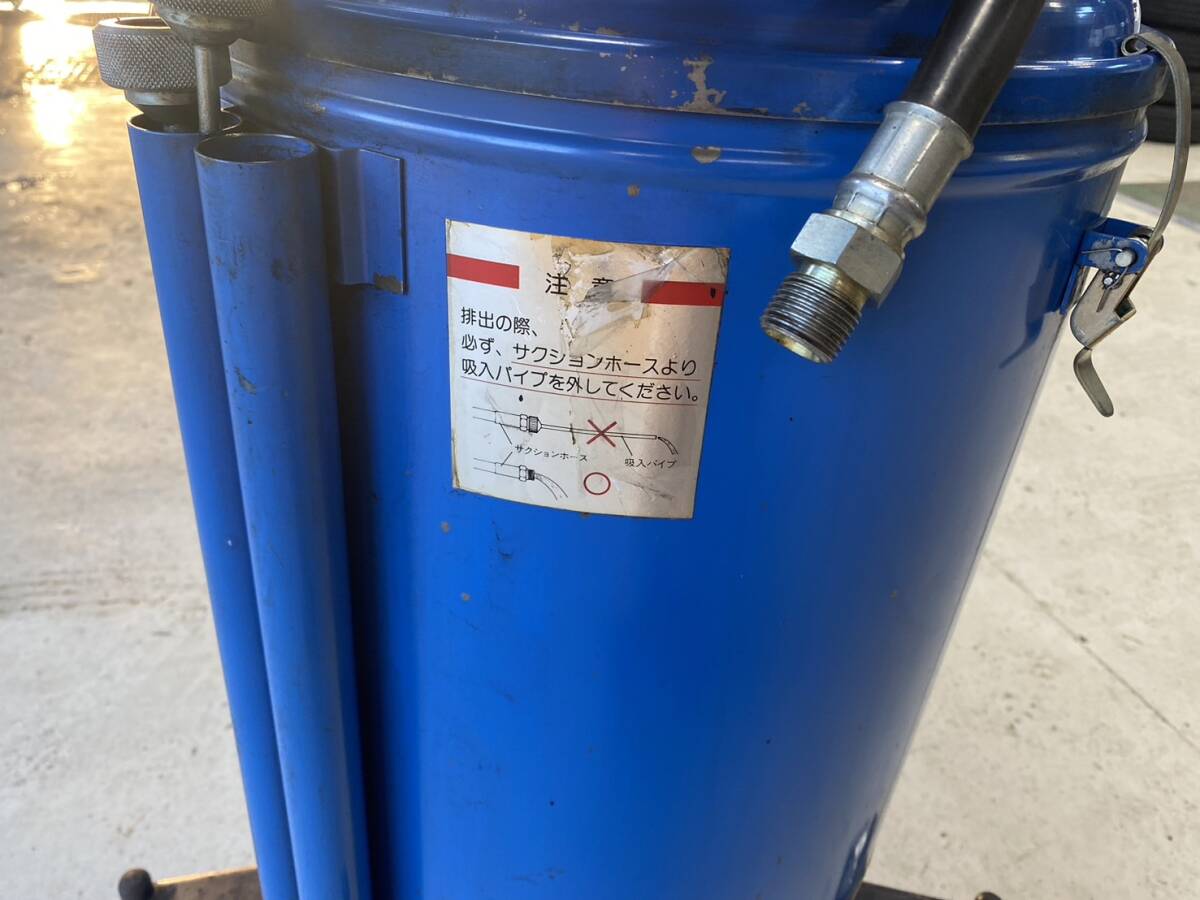 注意
排出の際、
必ず、サクションホースより
吸入パイプを外してください。
サクションホース
吸入パイプ